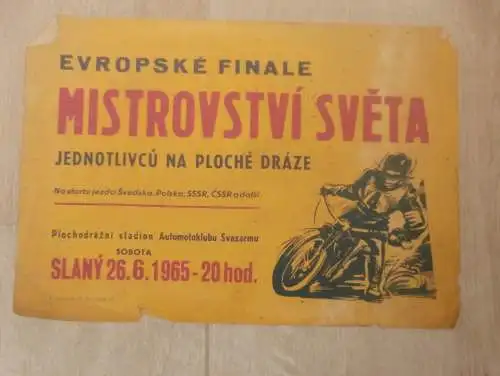 EVROPSKÉ FINALE
MISTROVSTVÍ SVĚTA
JEDNOTLIVCŮ NA PLOCHÉ DRÁZE
Na startu jezdci Švédska, Polska, SSSR, ČSSR a další
Plochodrážní stadion Automotoklubu Svazarmu
SOBOTA
SLANÝ 26. 6. 1965 - 20 hod.